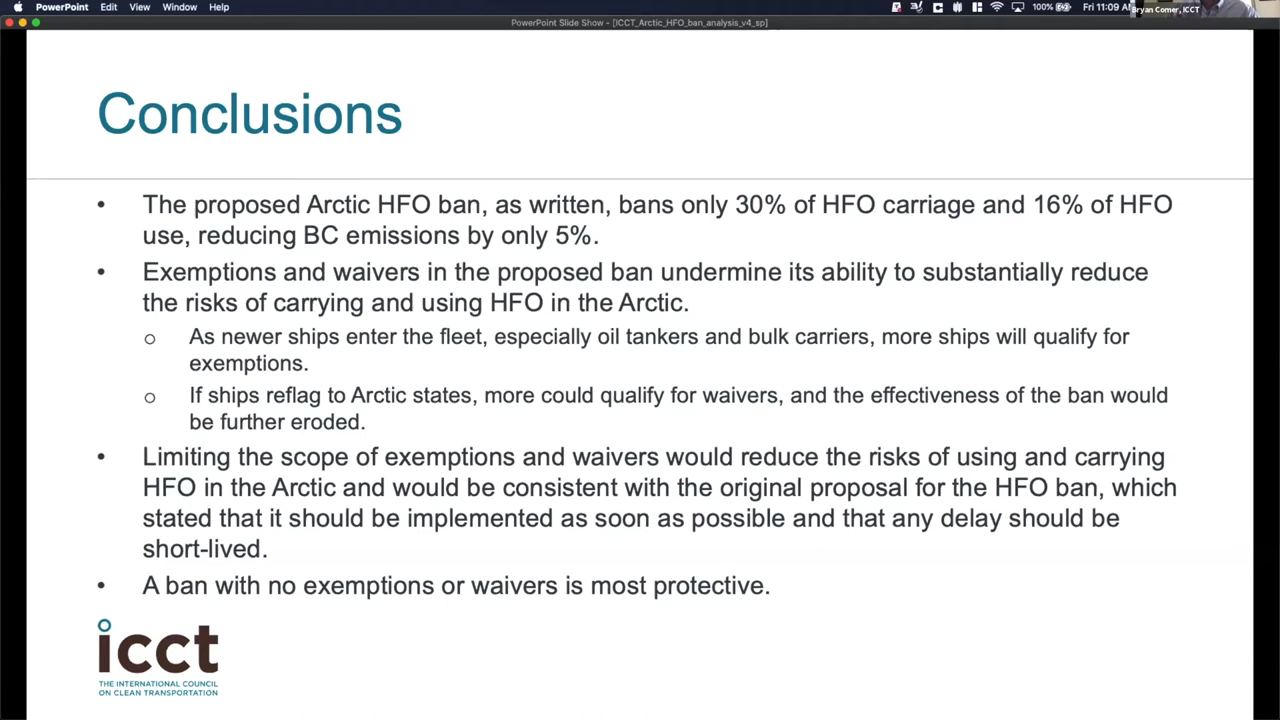 PowerPoint Edit View Window Help
100% Fri 11:09 A
Bryan Comer, ICCT
PowerPoint Slide Show - [ICCT_Arctic_HFO_ban_analysis_v4_sp]
Conclusions
• The proposed Arctic HFO ban, as written, bans only 30% of HFO carriage and 16% of HFO
use, reducing BC emissions by only 5%.
• Exemptions and waivers in the proposed ban undermine its ability to substantially reduce
the risks of carrying and using HFO in the Arctic.
o As newer ships enter the fleet, especially oil tankers and bulk carriers, more ships will qualify for
exemptions.
o If ships reflag to Arctic states, more could qualify for waivers, and the effectiveness of the ban would
be further eroded.
• Limiting the scope of exemptions and waivers would reduce the risks of using and carrying
HFO in the Arctic and would be consistent with the original proposal for the HFO ban, which
stated that it should be implemented as soon as possible and that any delay should be
short-lived.
• A ban with no exemptions or waivers is most protective.
icct
THE INTERNATIONAL COUNCIL
ON CLEAN TRANSPORTATION